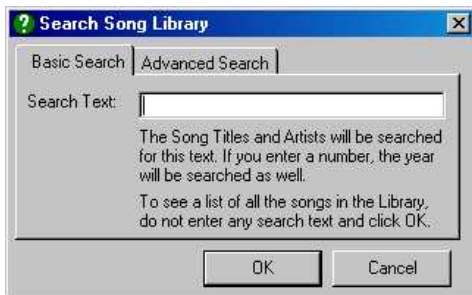 Search Song Library
Basic Search Advanced Search
Search Text:
The Song Titles and Artists will be searched
for this text. If you enter a number, the year
will be searched as well.
To see a list of all the songs in the Library,
do not enter any search text and click OK.
OK Cancel